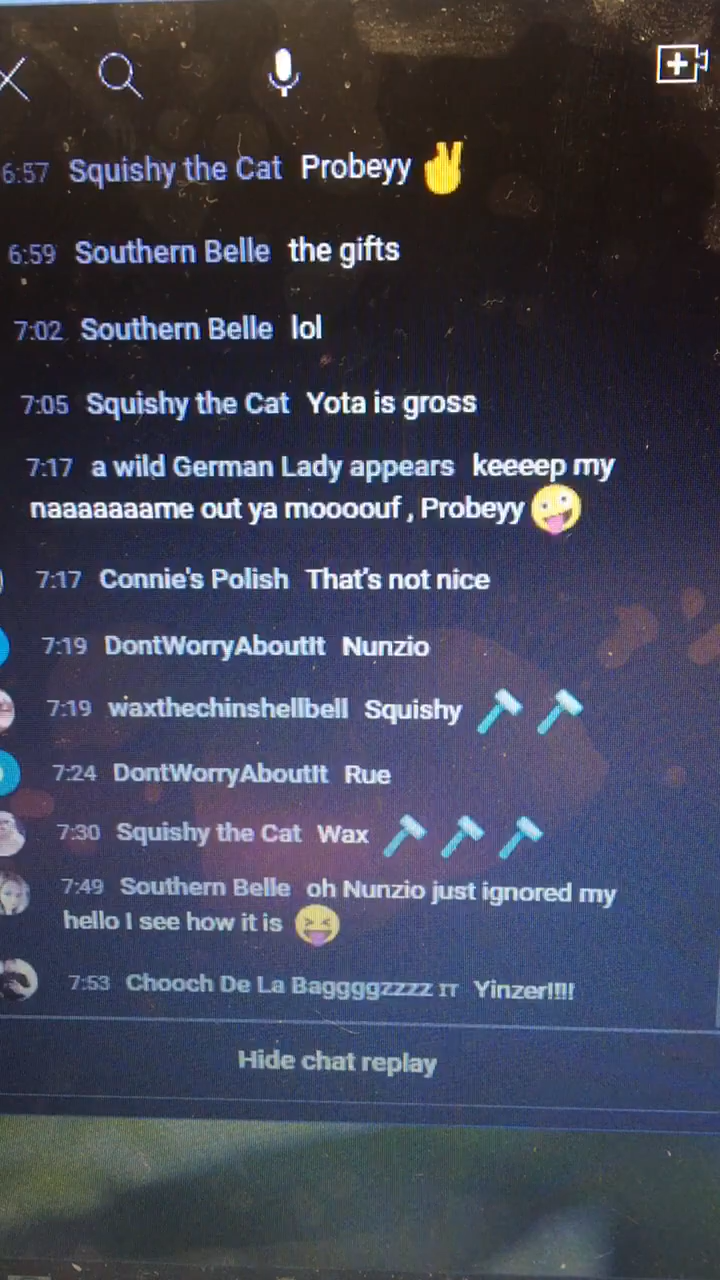 6:57 Squishy the Cat Probeyy ✌
6:59 Southern Belle the gifts
7:02 Southern Belle lol
7:05 Squishy the Cat Yota is gross
7:17 a wild German Lady appears keeeep my
naaaaaaame out ya moooouf , Probeyy 🤪
7:17 Connie's Polish That's not nice
7:19 DontWorryAboutIt Nunzio
7:19 waxthechinshellbell Squishy 🪒 🪒
7:24 DontWorryAboutIt Rue
7:30 Squishy the Cat Wax 🪒 🪒 🪒
7:49 Southern Belle oh Nunzio just ignored my
hello I see how it is 😝
7:53 Chooch De La Baggggzzzz ɪᴛ Yinzer!!!!
Hide chat replay